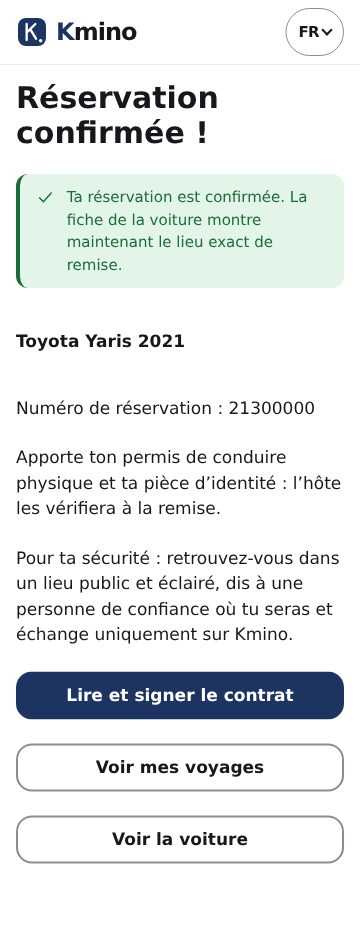 K. Kmino
FR
Réservation
confirmée !
Ta réservation est confirmée. La
fiche de la voiture montre
maintenant le lieu exact de
remise.
Toyota Yaris 2021
Numéro de réservation : 21300000
Apporte ton permis de conduire
physique et ta pièce d’identité : l’hôte
les vérifiera à la remise.
Pour ta sécurité : retrouvez-vous dans
un lieu public et éclairé, dis à une
personne de confiance où tu seras et
échange uniquement sur Kmino.
Lire et signer le contrat
Voir mes voyages
Voir la voiture